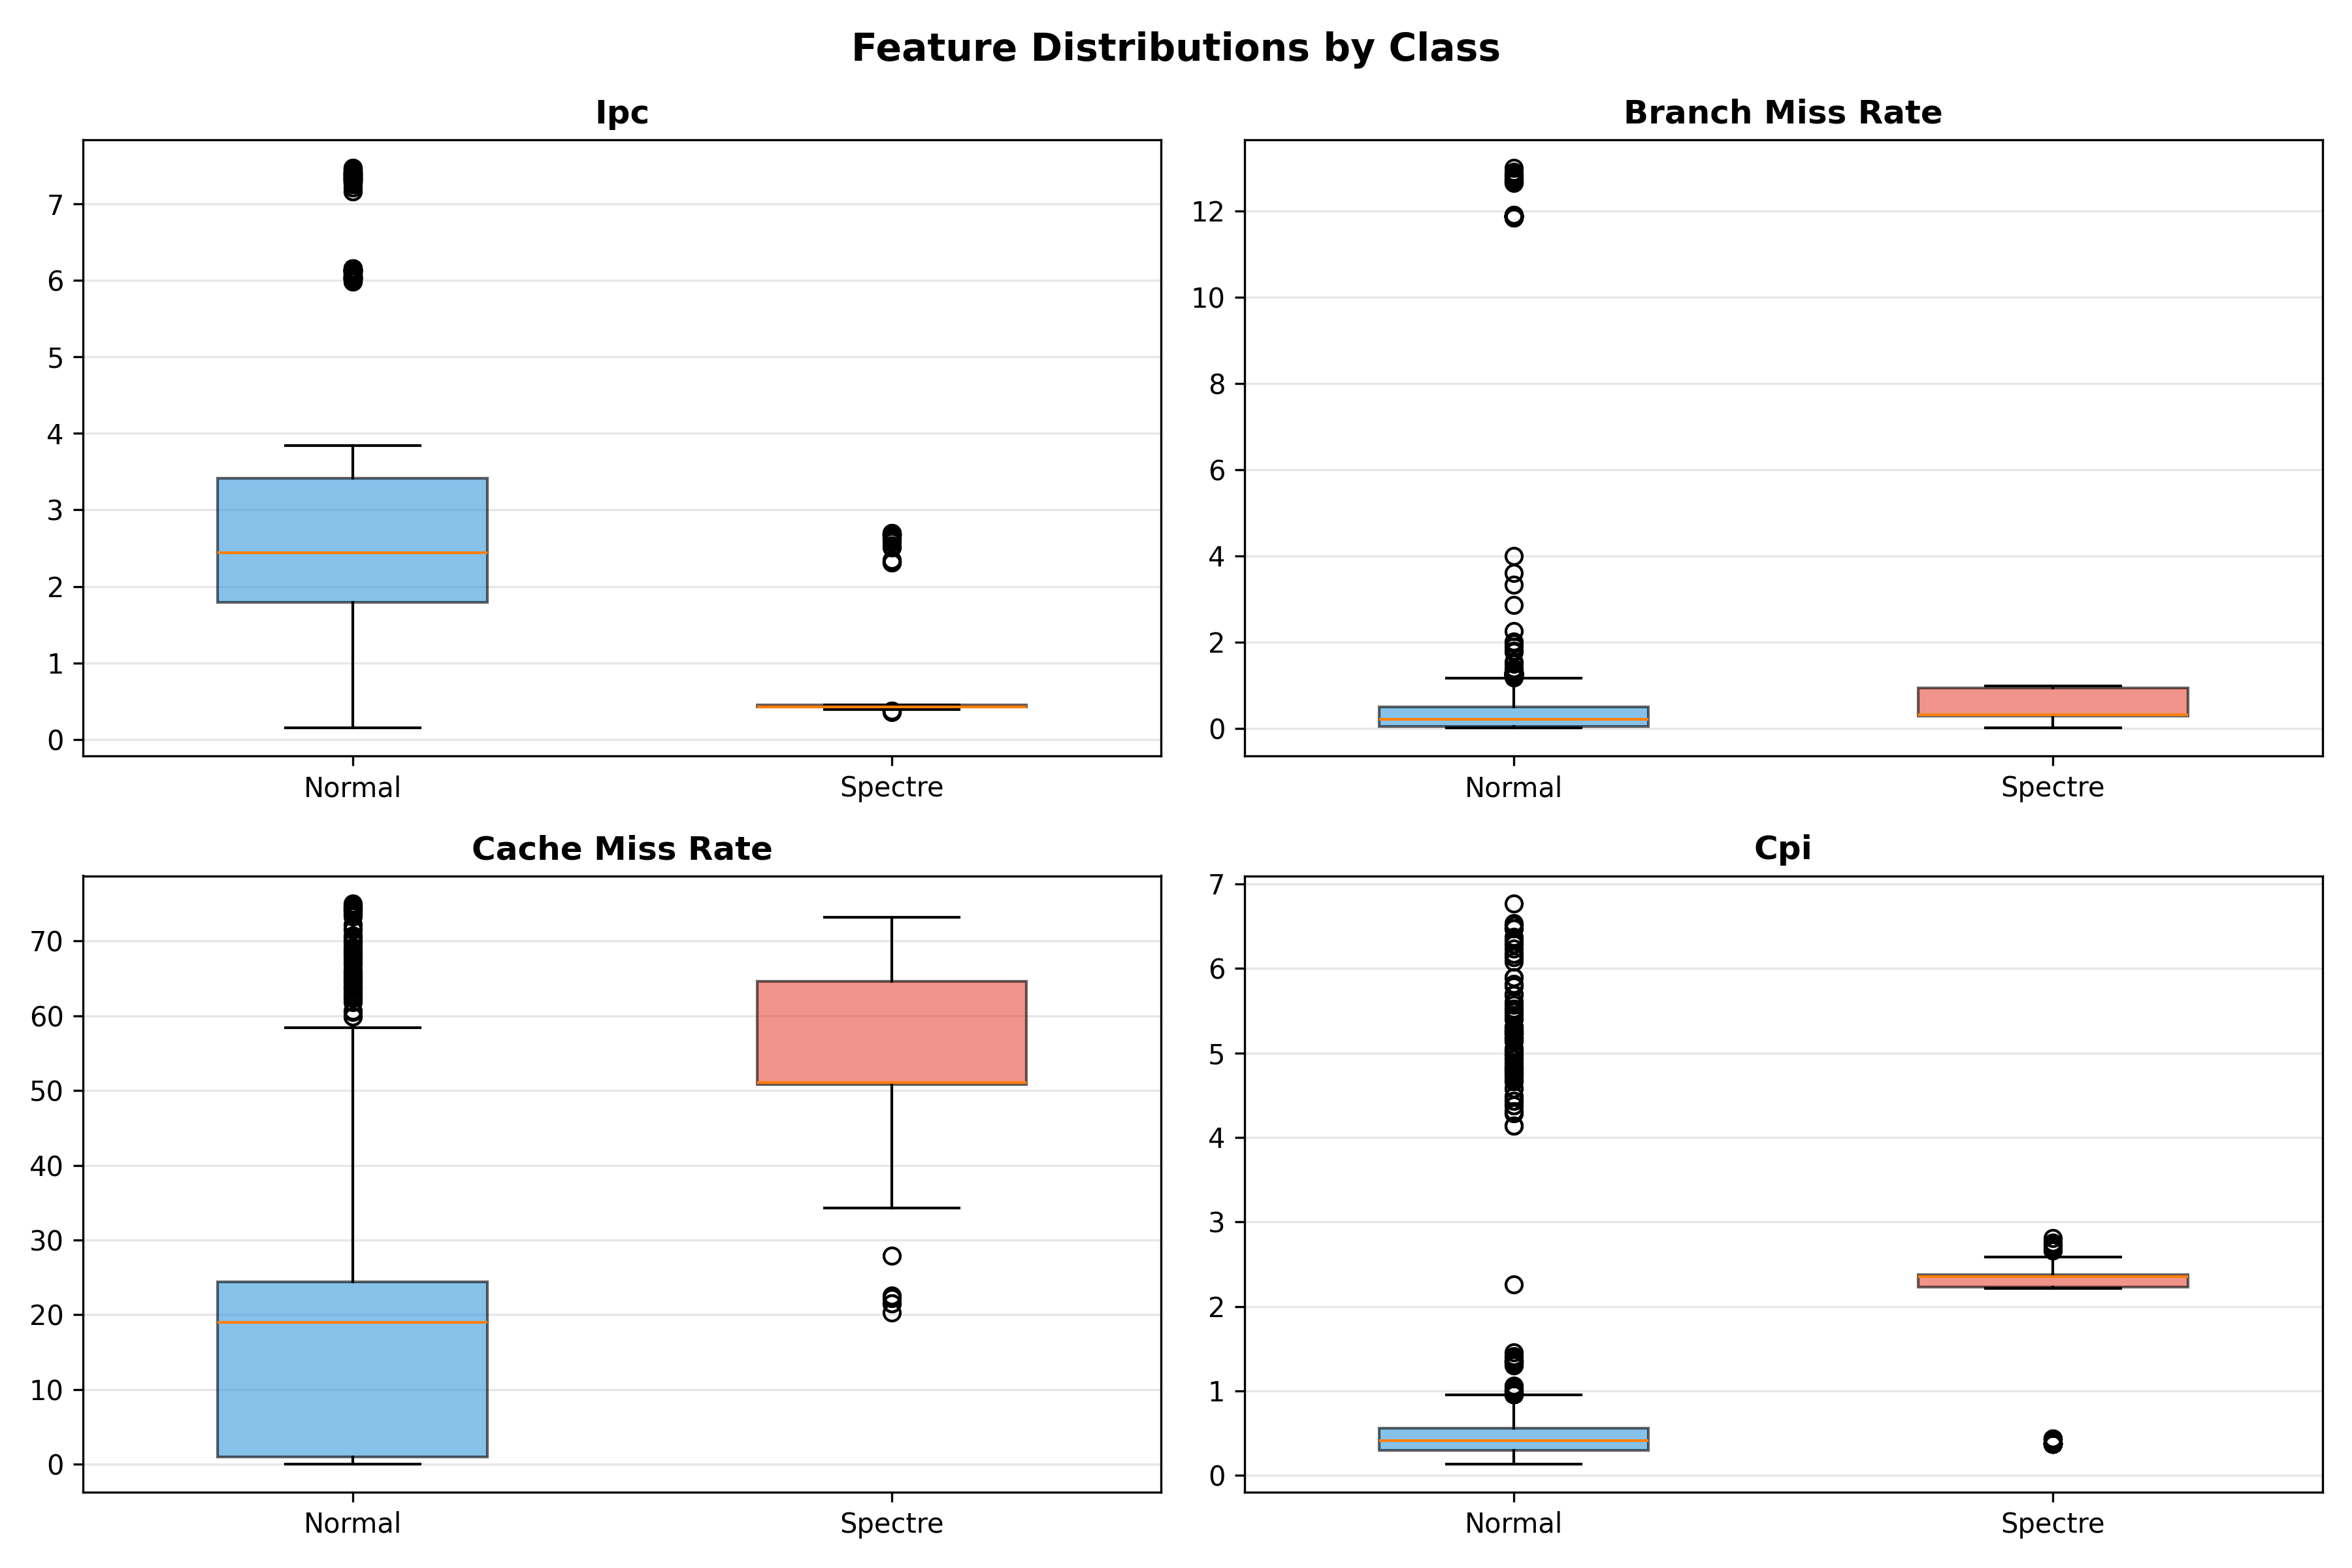 Feature Distributions by Class
Ipc
7
6
5
4
3
2
1
0
Normal
Spectre
Branch Miss Rate
12
10
8
6
4
2
0
Normal
Spectre
Cache Miss Rate
70
60
50
40
30
20
10
0
Normal
Spectre
Cpi
7
6
5
4
3
2
1
0
Normal
Spectre